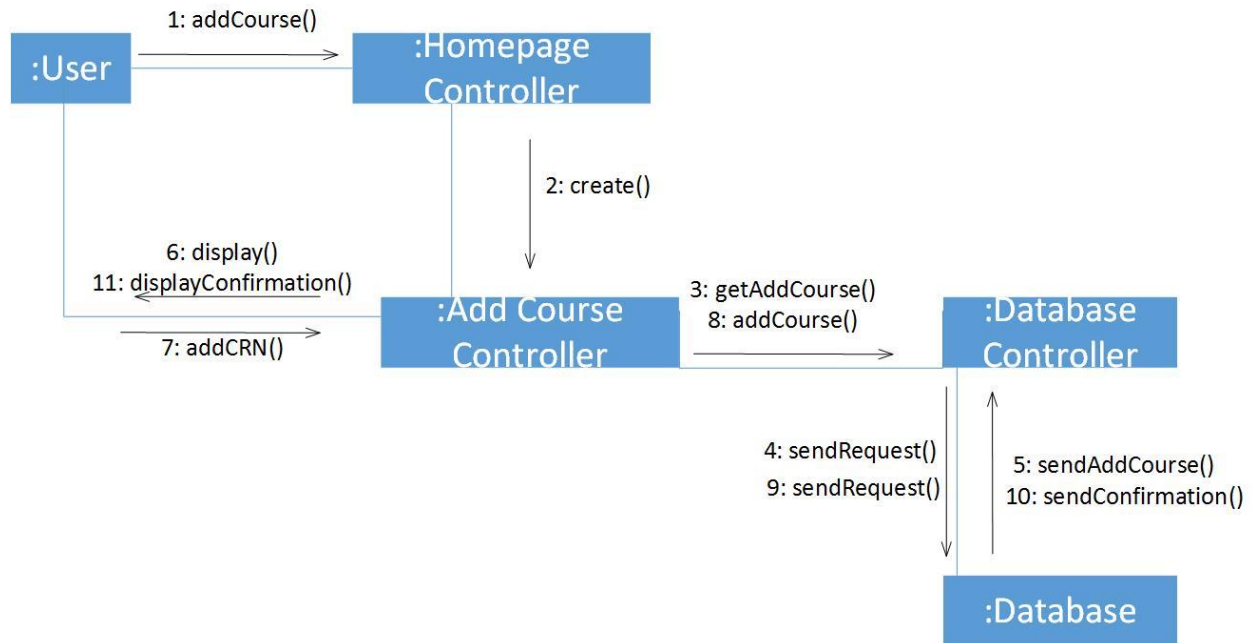 1: addCourse()
:User
:Homepage
Controller
2: create()
6: display()
11: displayConfirmation()
7: addCRN()
:Add Course
Controller
3: getAddCourse()
8: addCourse()
:Database
Controller
4: sendRequest()
9: sendRequest()
5: sendAddCourse()
10: sendConfirmation()
:Database